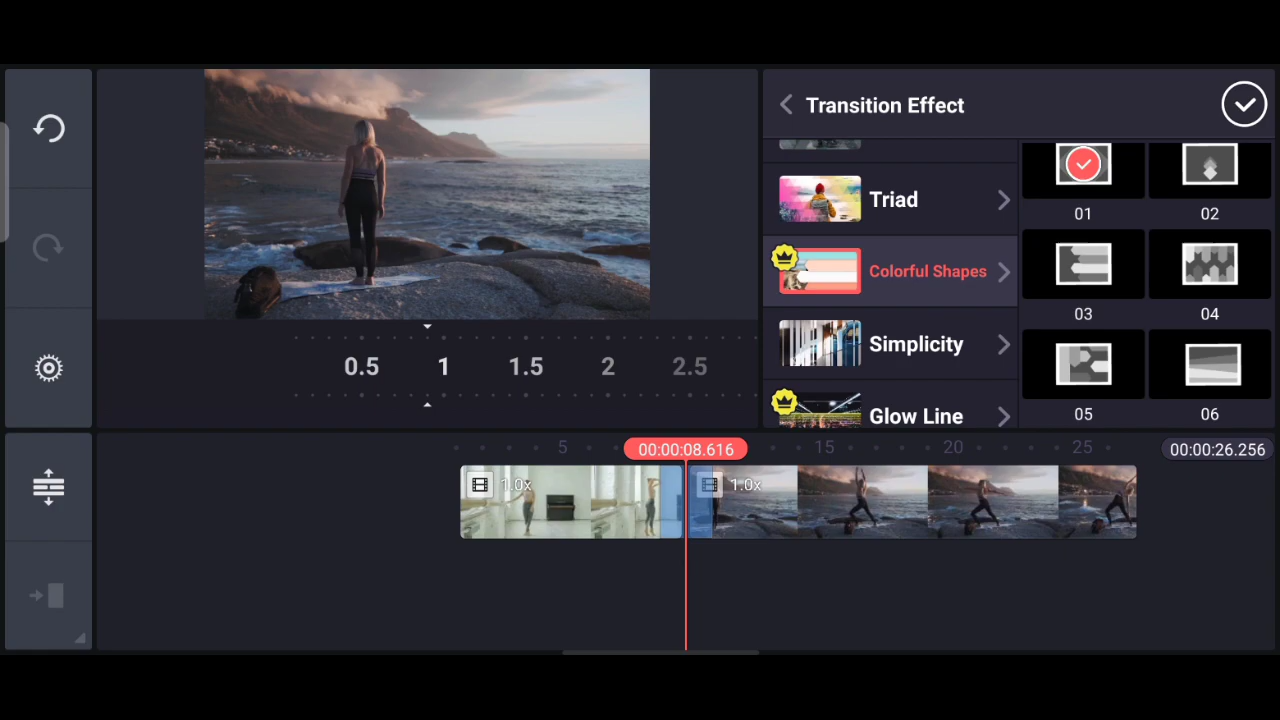 Transition Effect
Triad
Colorful Shapes
Simplicity
Glow Line
01
02
03
04
05
06
0.5
1
1.5
2
2.5
5
00:00:08.616
15
20
25
00:00:26.256
1.0x
1.0x